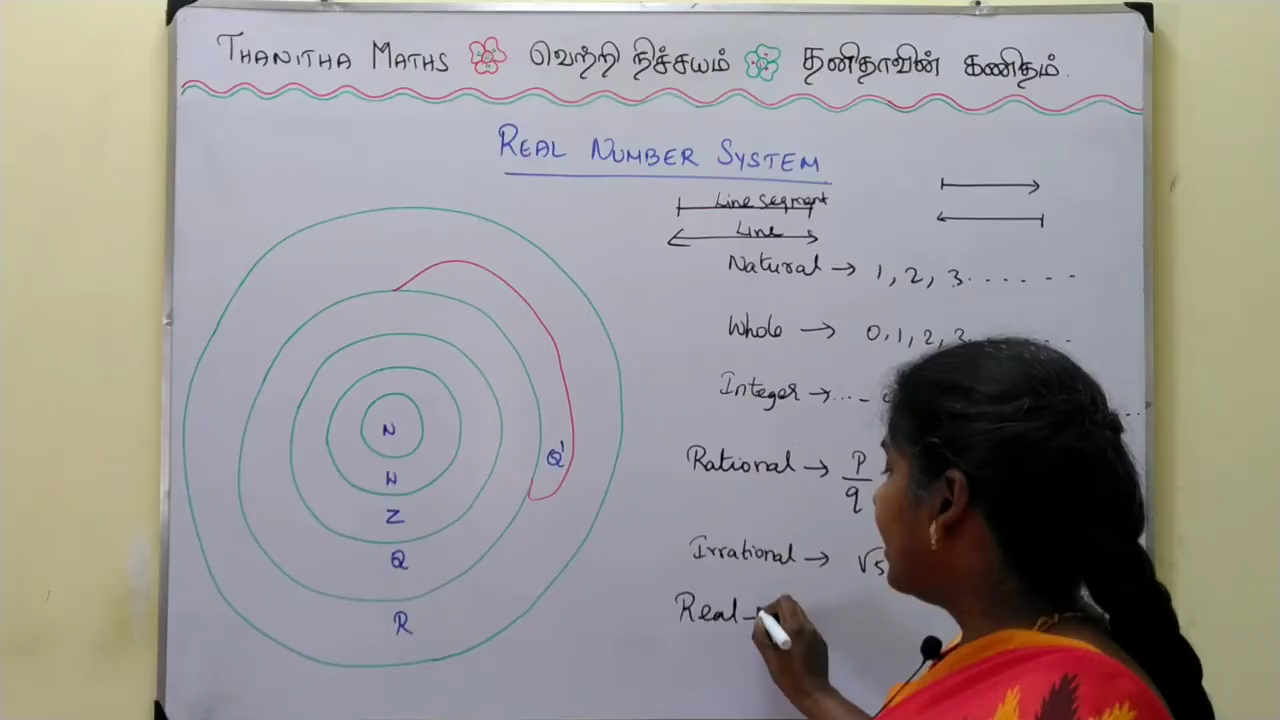 THANITHA MATHS வெற்றி நிச்சயம் தனிதாவின் கணிதம்
REAL NUMBER SYSTEM
Line segment
Line
Natural → 1, 2, 3.......
Whole → 0, 1, 2, 3
Integer → ....
Rational → p/q
Irrational → √5
Real
N
Z
Q
Q'
R